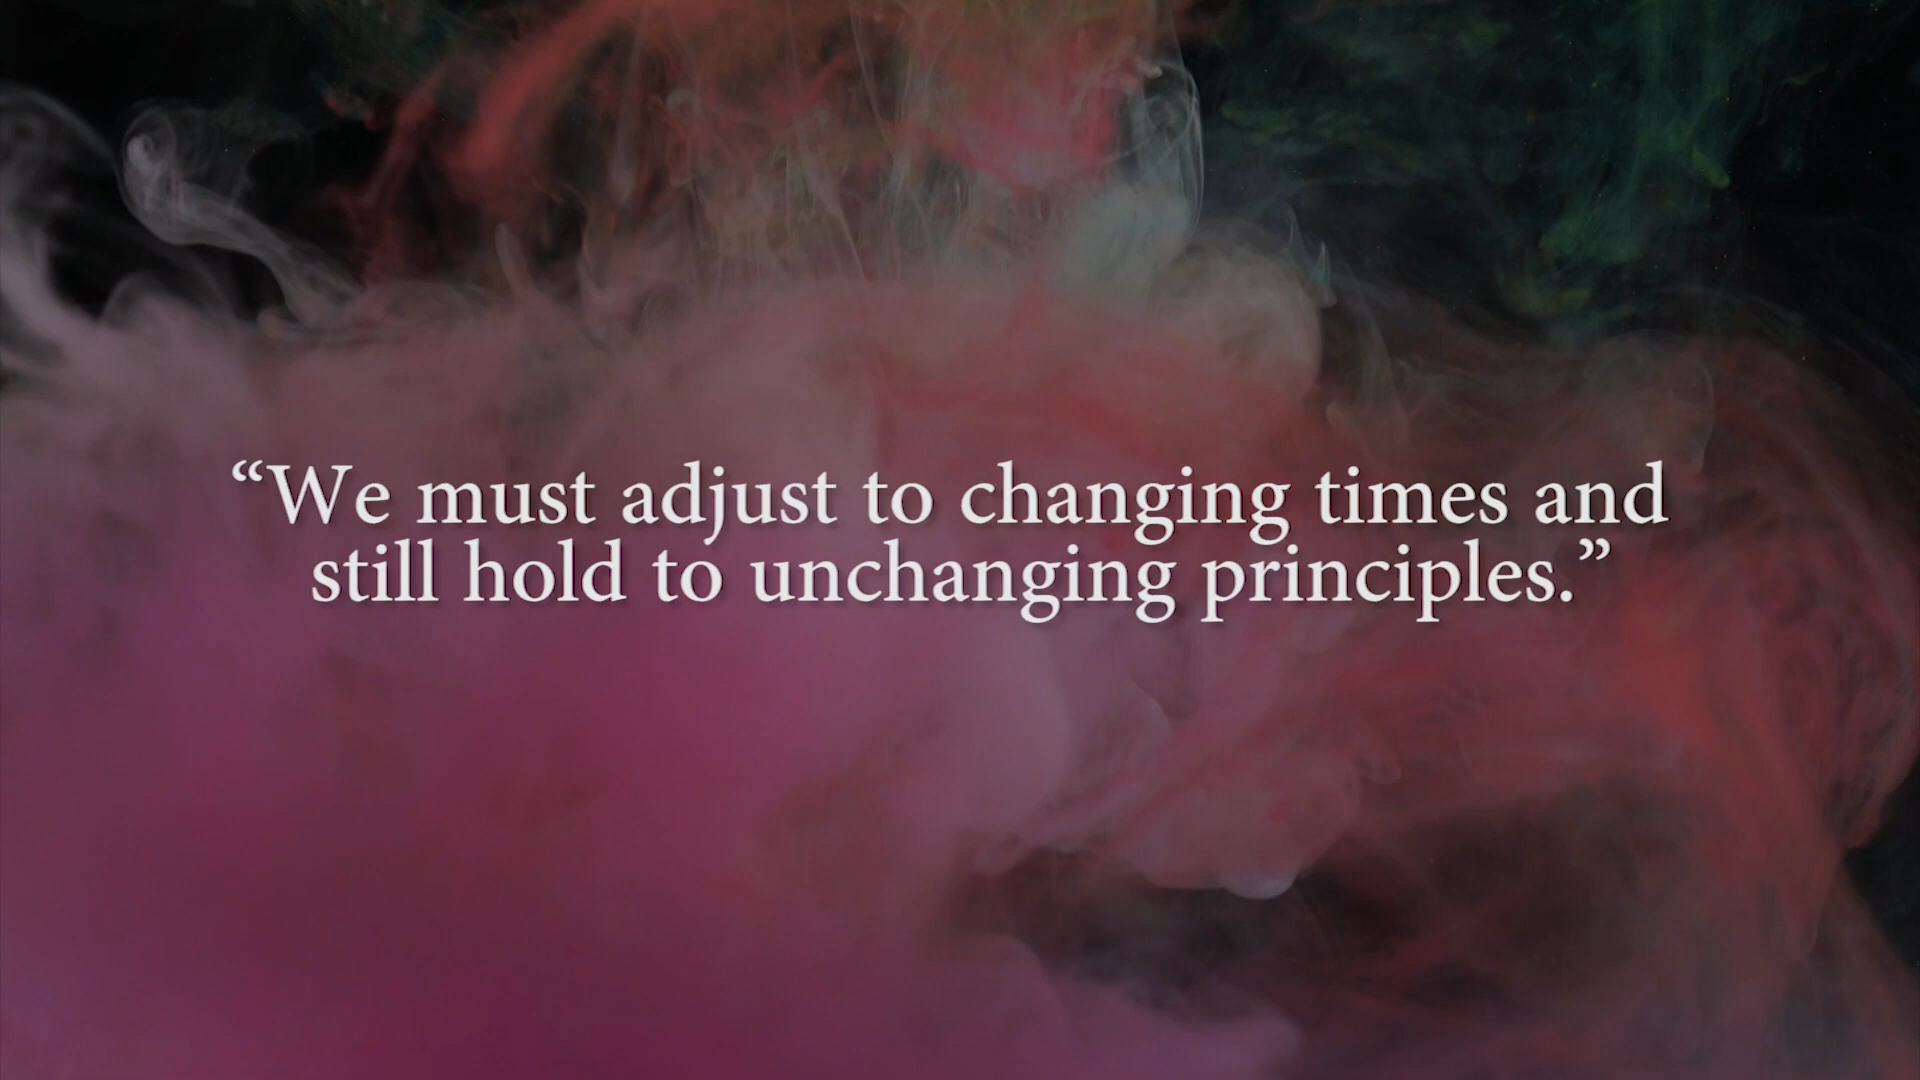 “We must adjust to changing times and
still hold to unchanging principles.”